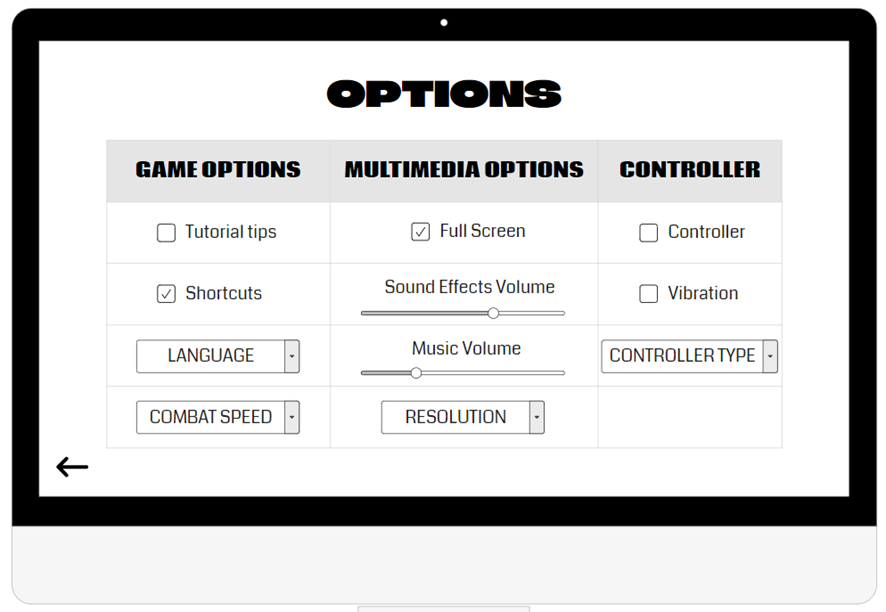 OPTIONS
GAME OPTIONS MULTIMEDIA OPTIONS CONTROLLER
Tutorial tips Full Screen Controller
Shortcuts Sound Effects Volume Vibration
LANGUAGE Music Volume CONTROLLER TYPE
COMBAT SPEED RESOLUTION